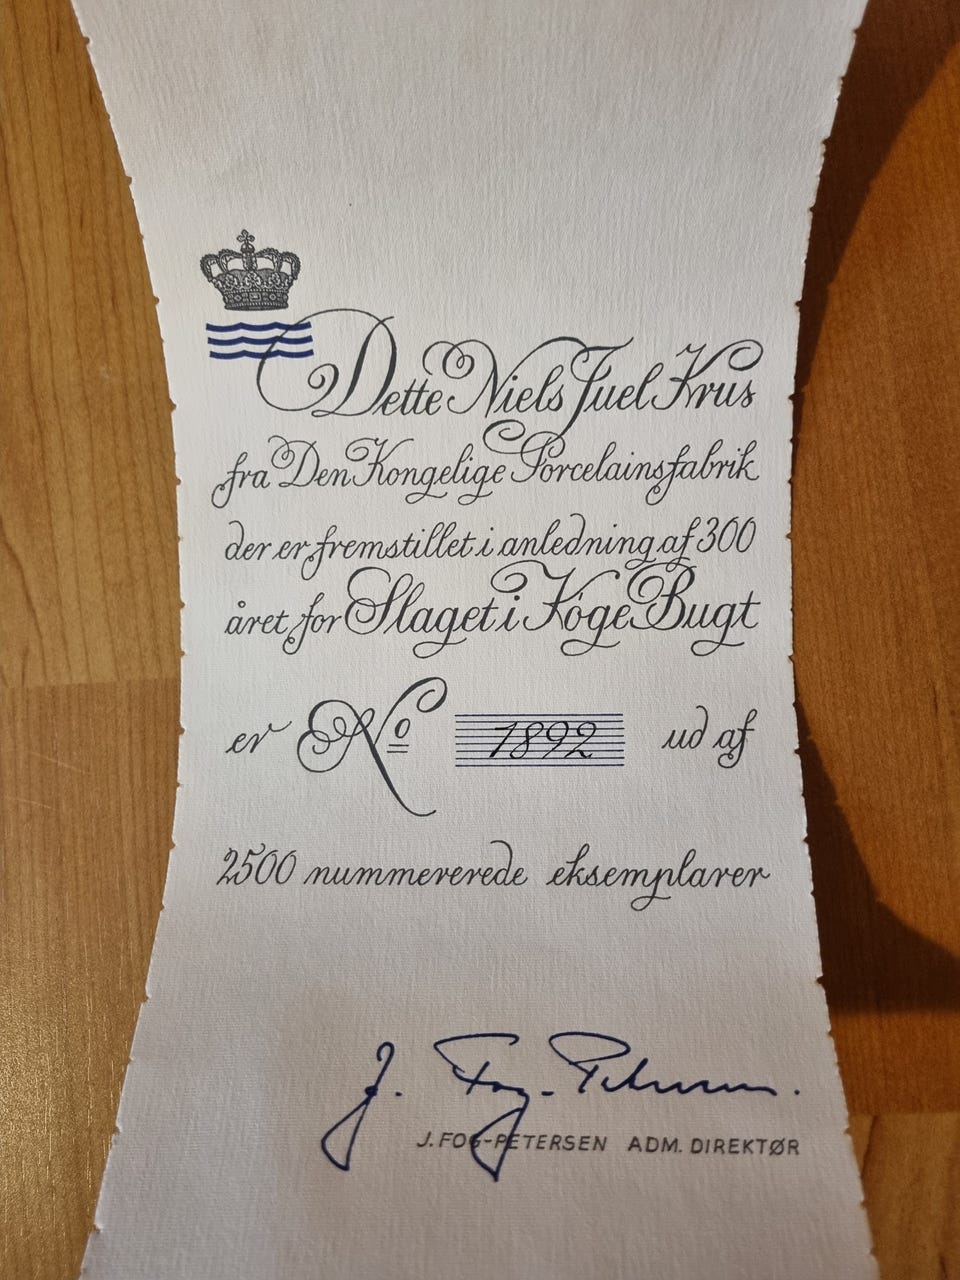 Dette Niels Juel Krus
fra Den Kongelige Porcelainsfabrik
der er fremstillet i anledning af 300
året for Slaget i Køge Bugt
er No 1892 ud af
2500 nummererede eksemplarer
J. Fog-Petersen.
J. FOG-PETERSEN ADM. DIREKTØR